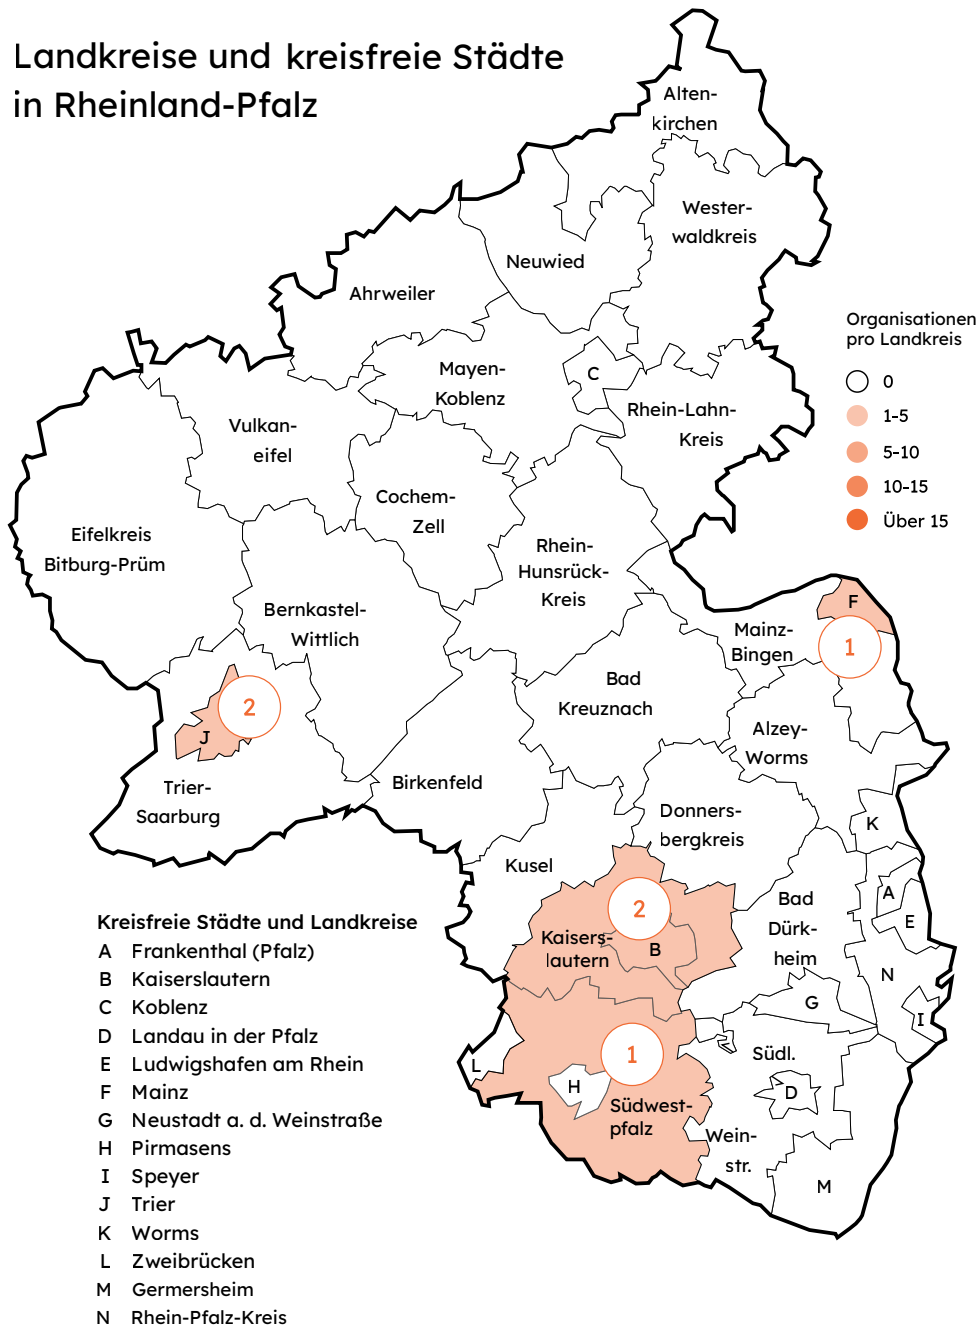 Landkreise und kreisfreie Städte
in Rheinland-Pfalz
Alten-
kirchen
Wester-
waldkreis
Neuwied
Ahrweiler
Organisationen
pro Landkreis
0
1-5
5-10
10-15
Über 15
Mayen-
Koblenz
C
Rhein-Lahn-
Kreis
Vulkan-
eifel
Cochem-
Zell
Eifelkreis
Bitburg-Prüm
Rhein-
Hunsrück-
Kreis
Bernkastel-
Wittlich
F
1
Mainz-
Bingen
Bad
Kreuznach
2
J
Alzey-
Worms
Trier-
Saarburg
Birkenfeld
Donners-
bergkreis
K
Kusel
2
Kaisers-
lautern
B
Bad
Dürk-
heim
A
E
N
G
I
1
L
H
Südwest-
pfalz
Südl.
D
Wein-
str.
M
Kreisfreie Städte und Landkreise
A Frankenthal (Pfalz)
B Kaiserslautern
C Koblenz
D Landau in der Pfalz
E Ludwigshafen am Rhein
F Mainz
G Neustadt a. d. Weinstraße
H Pirmasens
I Speyer
J Trier
K Worms
L Zweibrücken
M Germersheim
N Rhein-Pfalz-Kreis